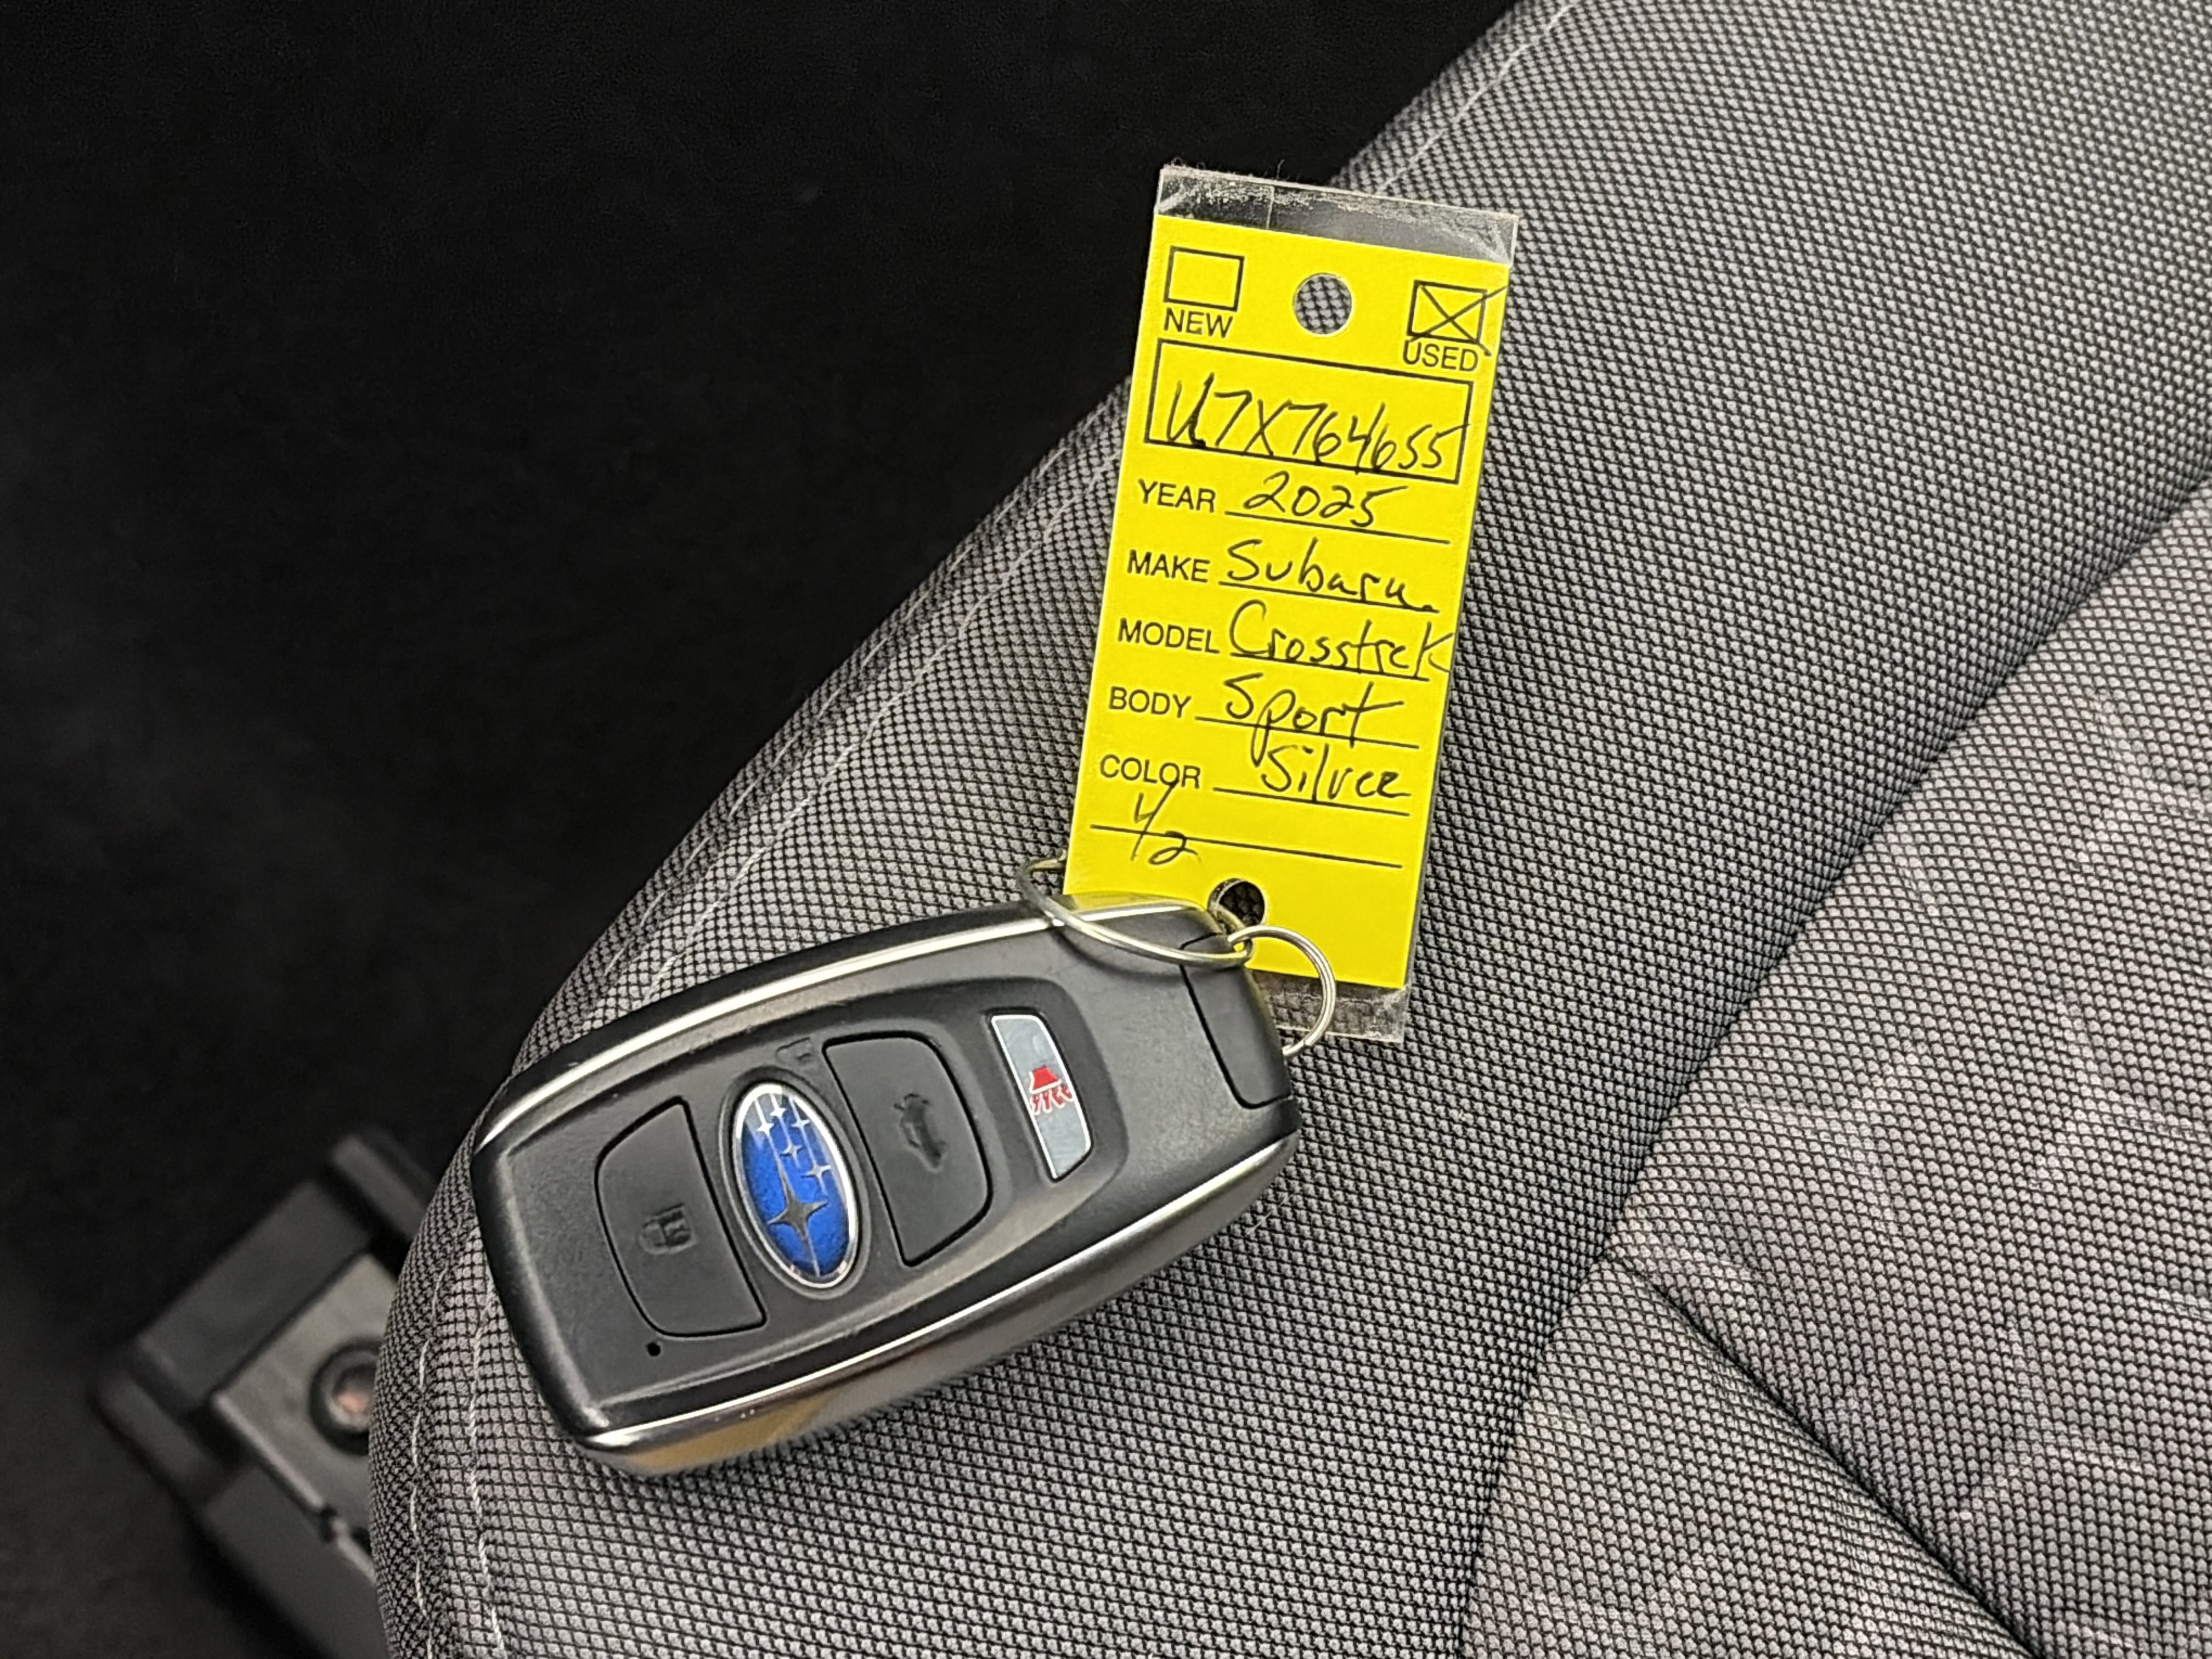 NEW USED
U7X764655
YEAR 2025
MAKE Subaru
MODEL Crosstrek
BODY Sport
COLOR Silver
1/2